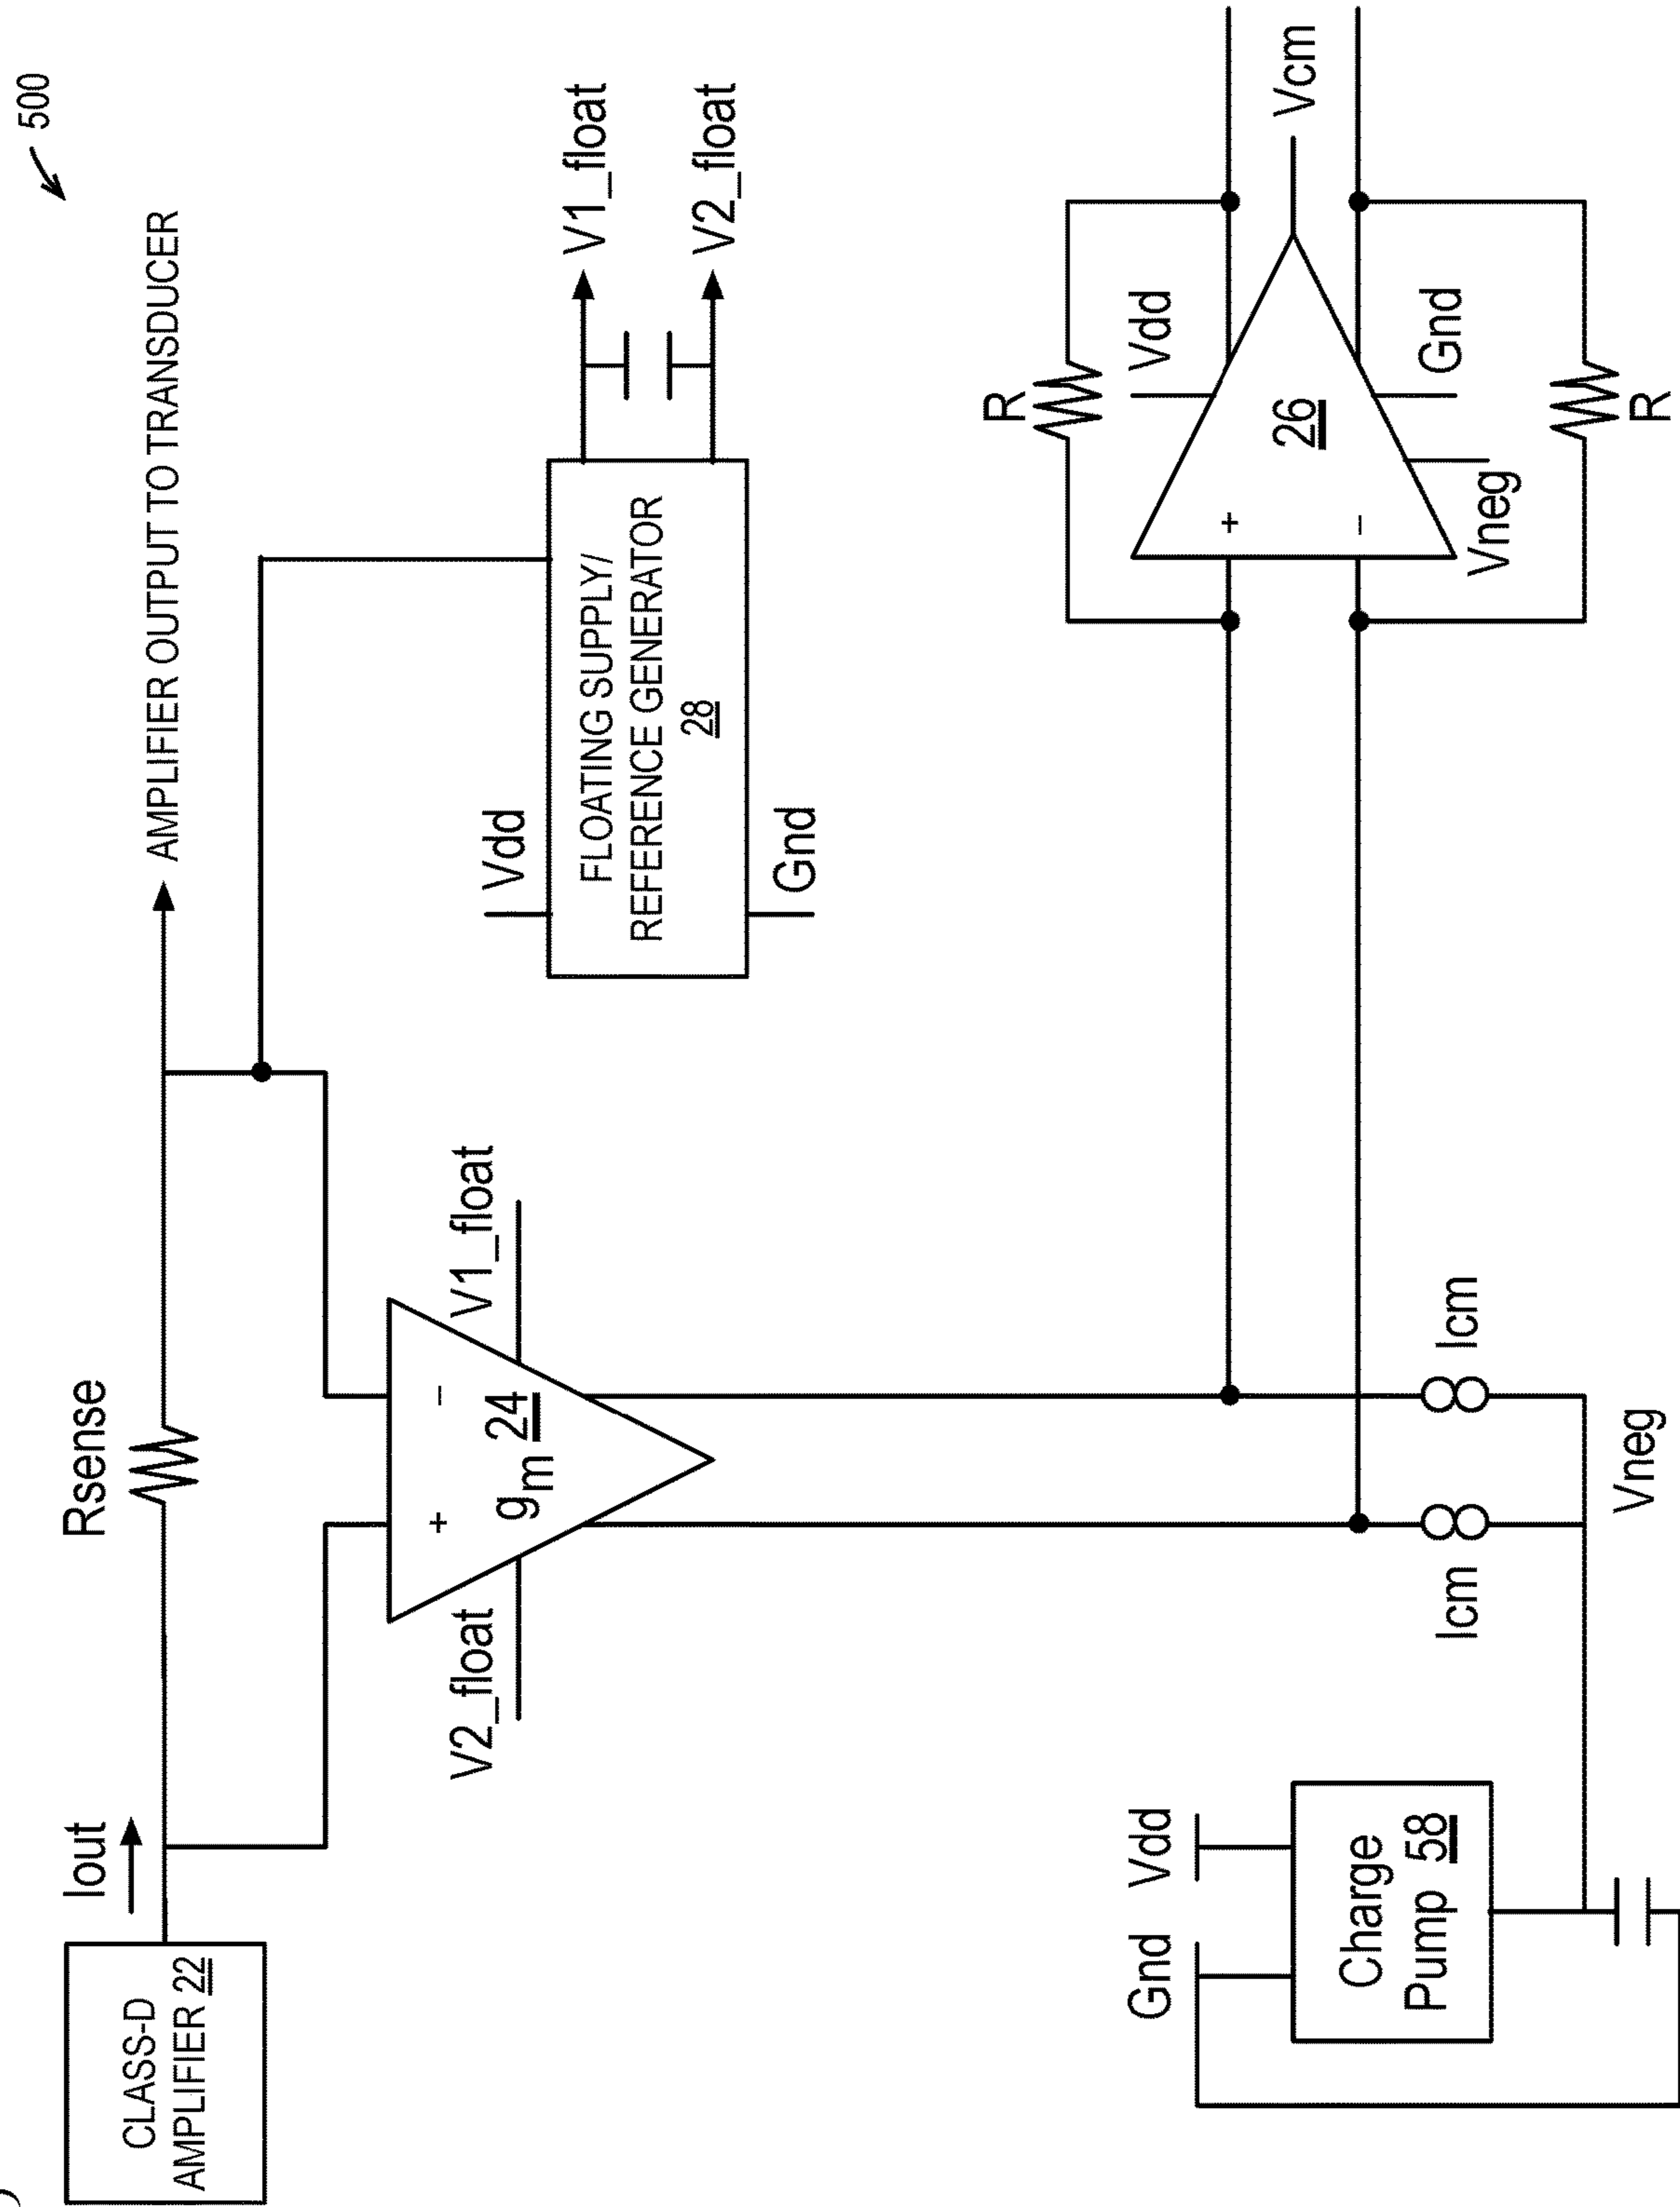 500
AMPLIFIER OUTPUT TO TRANSDUCER
Iout
Rsense
CLASS-D
AMPLIFIER 22
+
−
gm 24
V2_float
V1_float
Vdd
FLOATING SUPPLY/
REFERENCE GENERATOR
28
Gnd
V1_float
V2_float
R
Vdd
+
−
26
Vcm
Gnd
Vneg
R
Gnd
Vdd
Charge
Pump 58
Icm
Icm
Vneg